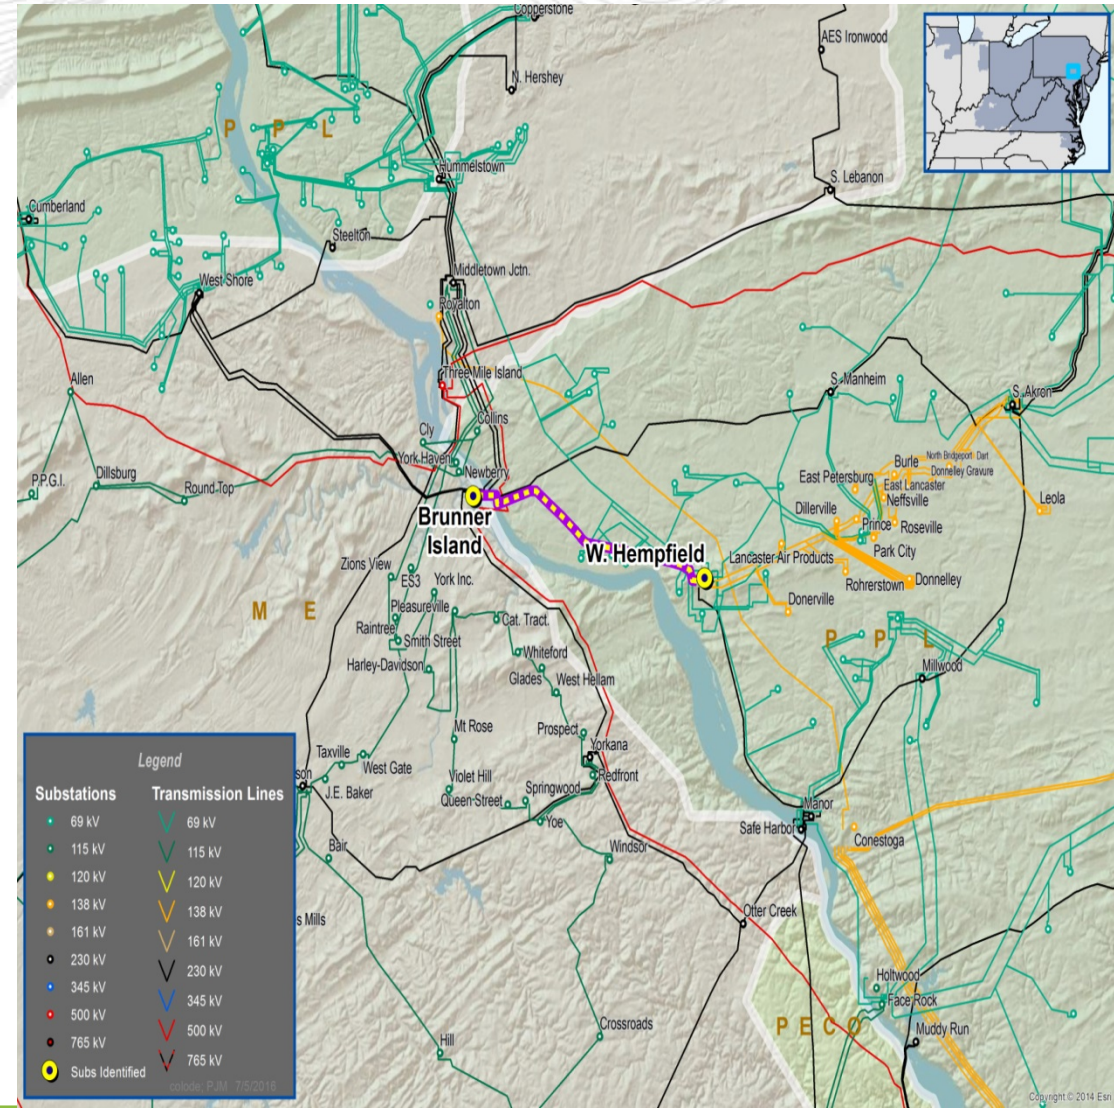 Copperstone
AES Ironwood
N. Hershey
P P L
Hummelstown
S. Lebanon
Cumberland
Steelton
West Shore
Middletown Jctn.
Royalton
Three Mile Island
Allen
S. Manheim
S. Akron
Collins
Cly
York Haven
Newberry
Dillsburg
P.P.G.I.
Round Top
North Bridgeport
Dart
Burle
Donnelley Gravure
East Petersburg
East Lancaster
Neffsville
Leola
Dillerville
Prince
Roseville
Brunner
Island
W. Hempfield
Park City
Lancaster Air Products
Rohrerstown
Donnelley
Zions View
ES3
York Inc.
Donerville
M E
Pleasureville
Raintree
Cat. Tract.
Smith Street
P P L
Whiteford
Harley-Davidson
Glades
Millwood
West Hellam
Mt Rose
Prospect
Yorkana
Taxville
West Gate
Redfront
son
J.E. Baker
Violet Hill
Springwood
Queen-Street
Yoe
Manor
Safe Harbor
Conestoga
Bair
Windsor
s Mills
Otter Creek
Holtwood
Face Rock
P E C O
Crossroads
Muddy Run
Hill
Legend
Substations Transmission Lines
69 kV 69 kV
115 kV 115 kV
120 kV 120 kV
138 kV 138 kV
161 kV 161 kV
230 kV 230 kV
345 kV 345 kV
500 kV 500 kV
765 kV 765 kV
Subs Identified
colode: PJM 7/5/2016
Copyright © 2014 Esri